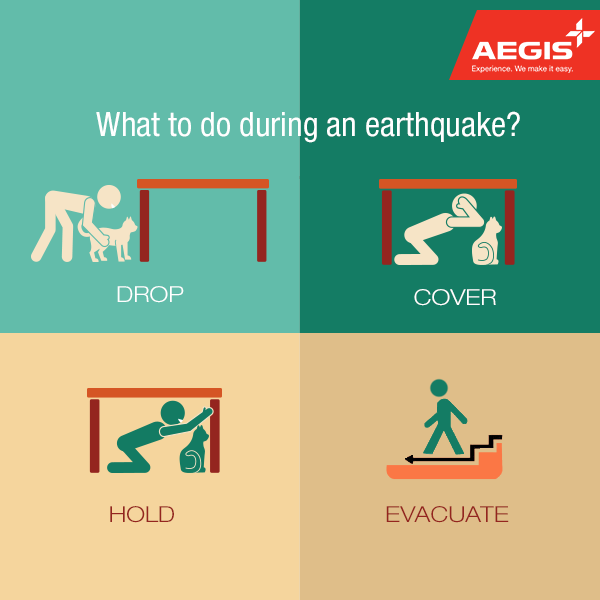 AEGIS
Experience. We make it easy.
What to do during an earthquake?
DROP
COVER
HOLD
EVACUATE